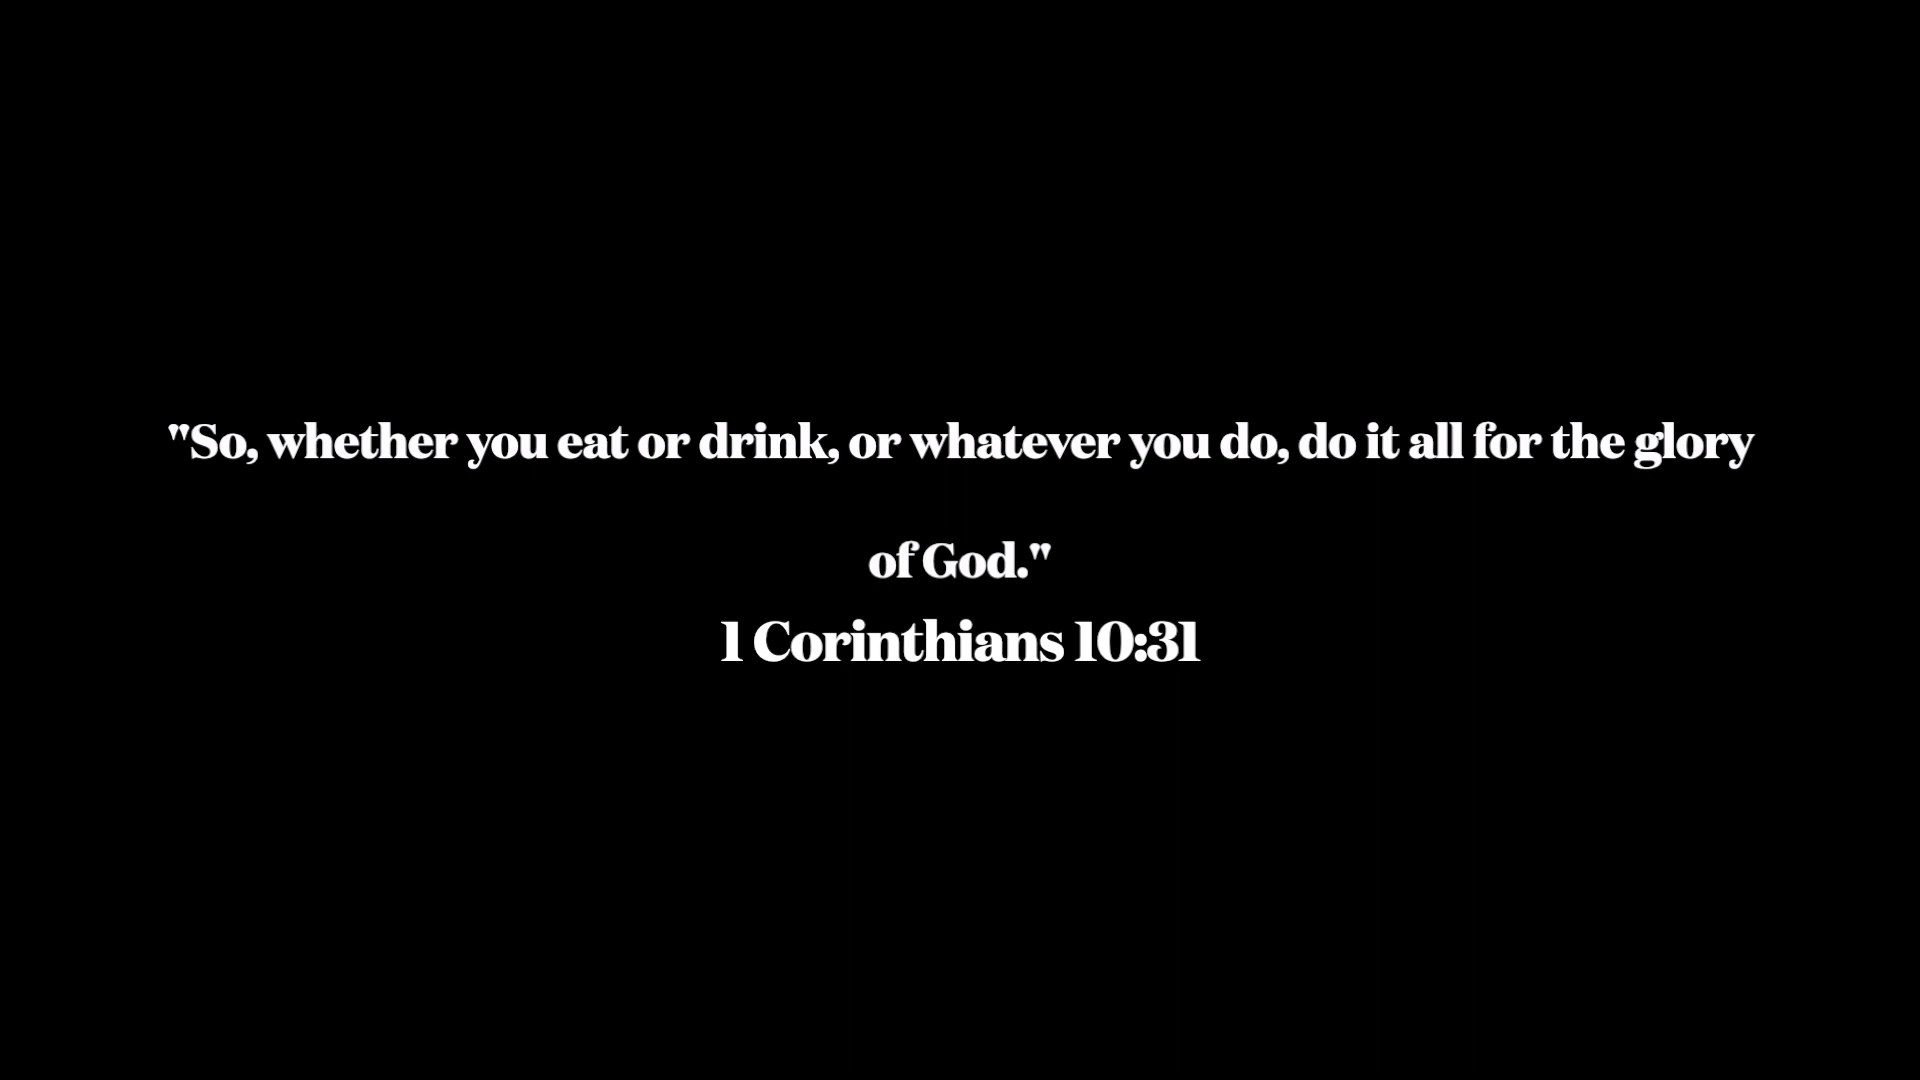 "So, whether you eat or drink, or whatever you do, do it all for the glory
of God."
1 Corinthians 10:31